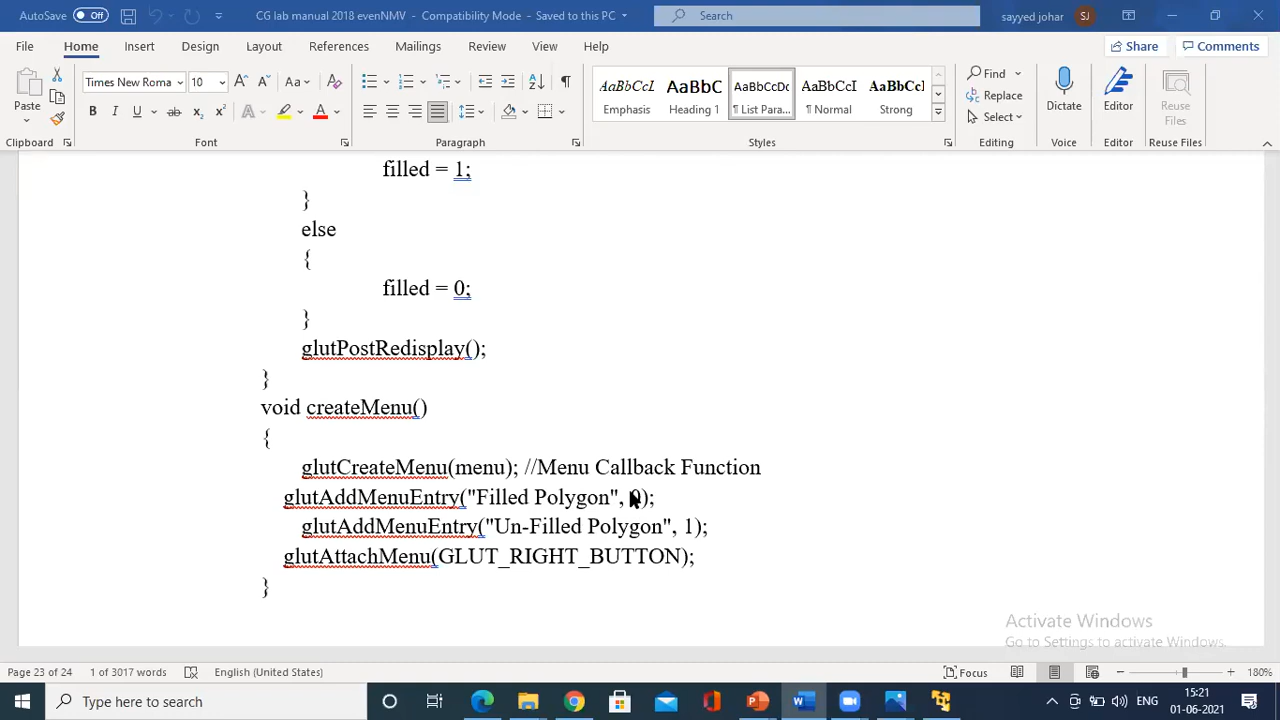 AutoSave Off CG lab manual 2018 evenNMV - Compatibility Mode - Saved to this PC Search sayyed johar SJ
File Home Insert Design Layout References Mailings Review View Help Share Comments
Times New Roma 10 Aa AaBbCcL AaBbC AaBbCcDc AaBbCcI AaBbCc. Find
Paste B I U ab x2 x2 A A Emphasis Heading 1 ¶ List Para... ¶ Normal Strong Replace Select Dictate Editor Reuse Files
Clipboard Font Paragraph Styles Editing Voice Editor Reuse Files
filled = 1;
}
else
{
filled = 0;
}
glutPostRedisplay();
}
void createMenu()
{
glutCreateMenu(menu); //Menu Callback Function
glutAddMenuEntry("Filled Polygon", 0);
glutAddMenuEntry("Un-Filled Polygon", 1);
glutAttachMenu(GLUT_RIGHT_BUTTON);
}
Activate Windows
Go to Settings to activate Windows.
Page 23 of 24 1 of 3017 words English (United States) Focus 180%
Type here to search ENG 15:21
01-06-2021